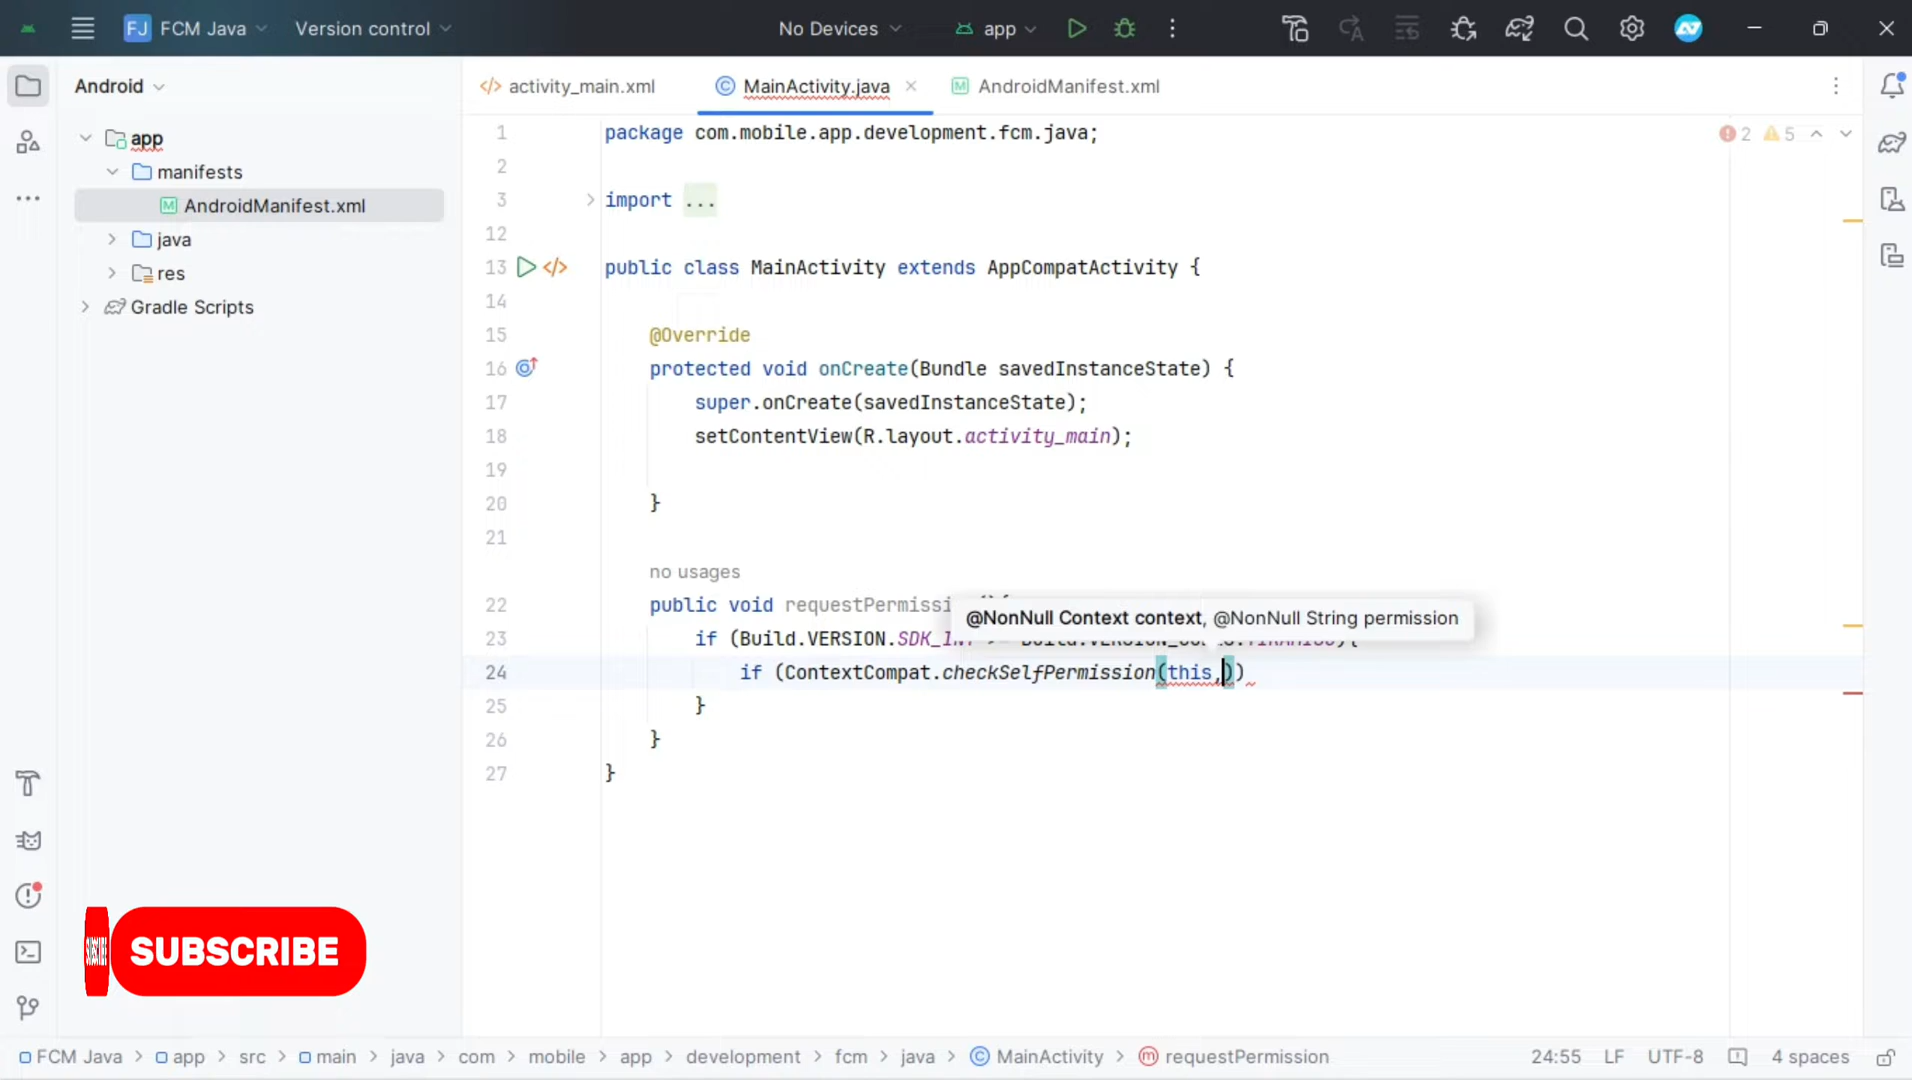 FJ FCM Java Version control No Devices app
Android
activity_main.xml MainActivity.java AndroidManifest.xml
app
manifests
AndroidManifest.xml
java
res
Gradle Scripts
2 5
1 package com.mobile.app.development.fcm.java;
2
3 import ...
12
13 public class MainActivity extends AppCompatActivity {
14
15 @Override
16 protected void onCreate(Bundle savedInstanceState) {
17 super.onCreate(savedInstanceState);
18 setContentView(R.layout.activity_main);
19
20 }
21
no usages
22 public void requestPermissi
@NonNull Context context, @NonNull String permission
23 if (Build.VERSION.SDK_INT
24 if (ContextCompat.checkSelfPermission(this,))
25 }
26 }
27 }
SUBSCRIBE
FCM Java > app > src > main > java > com > mobile > app > development > fcm > java > MainActivity > requestPermission 24:55 LF UTF-8 4 spaces